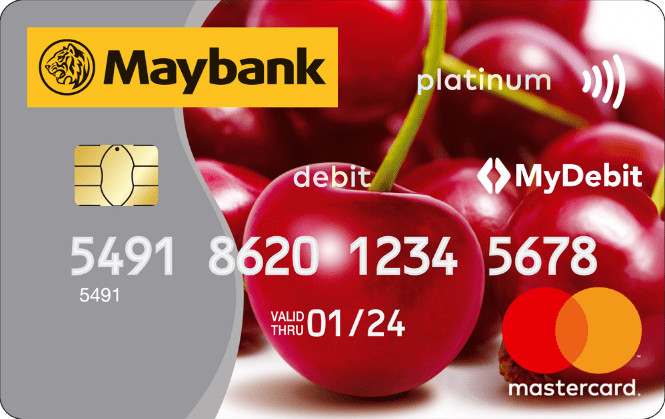 Maybank
platinum
debit
MyDebit
5491 8620 1234 5678
5491
VALID
THRU 01/24
mastercard.